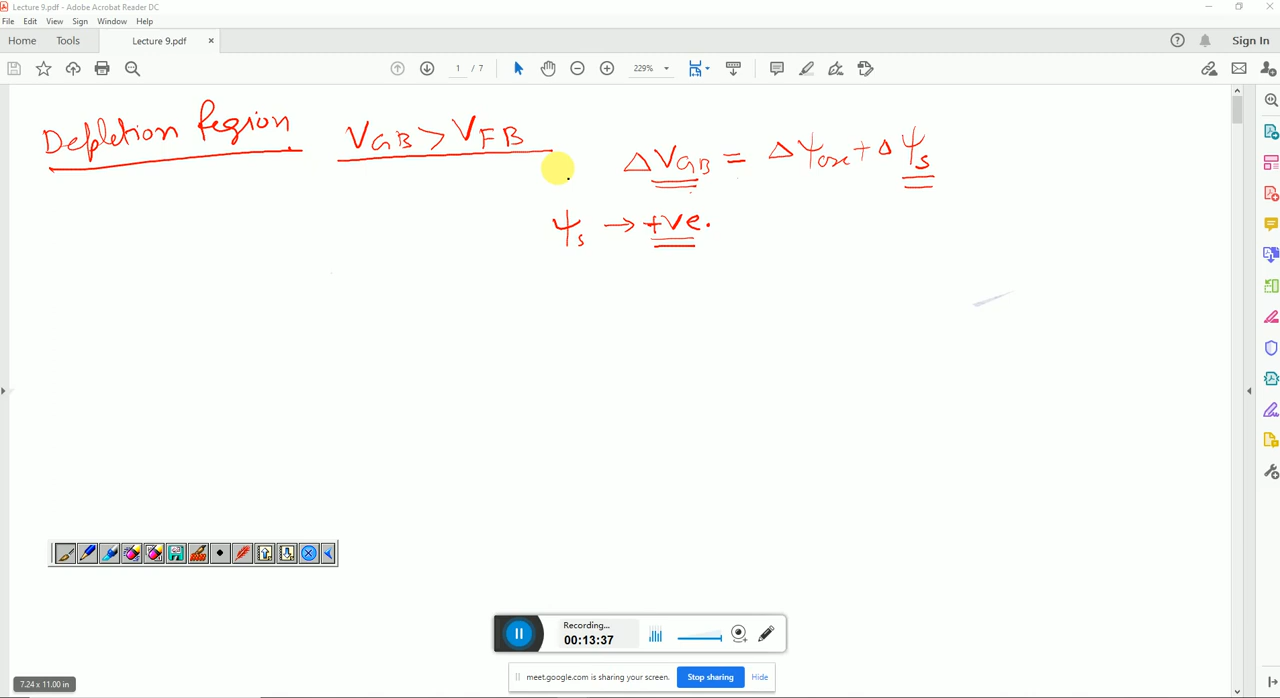 Lecture 9.pdf - Adobe Acrobat Reader DC
File Edit View Sign Window Help
Home Tools Lecture 9.pdf × Sign In
1 / 7 229%
Depletion Region VGB > VFB
ΔVGB = Δψox + Δψs
ψs → +ve.
Recording...
00:13:37
meet.google.com is sharing your screen. Stop sharing Hide
7.24 x 11.00 in